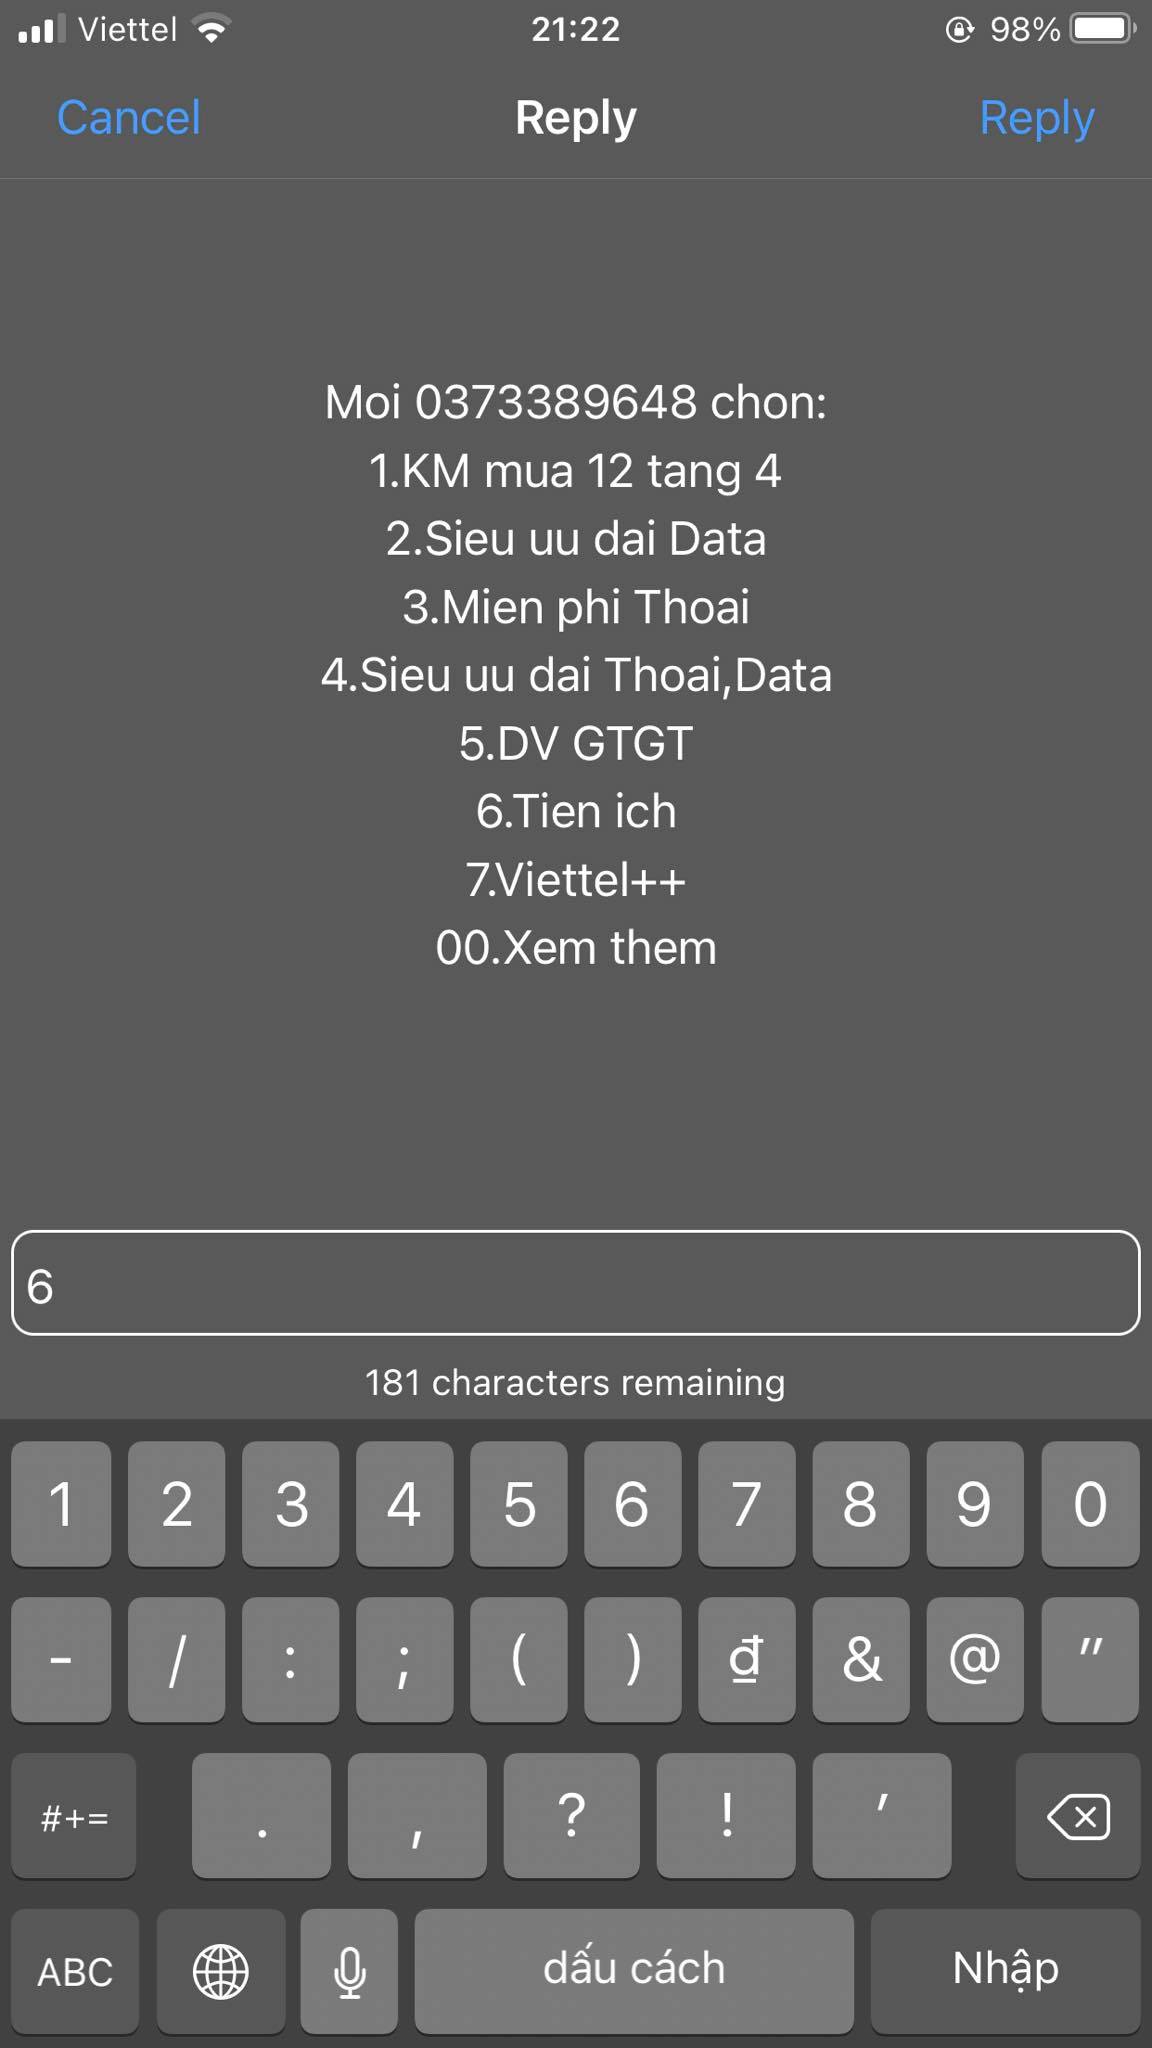 Viettel 21:22 98%
Cancel Reply Reply
Moi 0373389648 chon:
1.KM mua 12 tang 4
2.Sieu uu dai Data
3.Mien phi Thoai
4.Sieu uu dai Thoai,Data
5.DV GTGT
6.Tien ich
7.Viettel++
00.Xem them
6
181 characters remaining
1 2 3 4 5 6 7 8 9 0
- / : ; ( ) ₫ & @ "
#+= . , ? ! '
ABC dấu cách Nhập